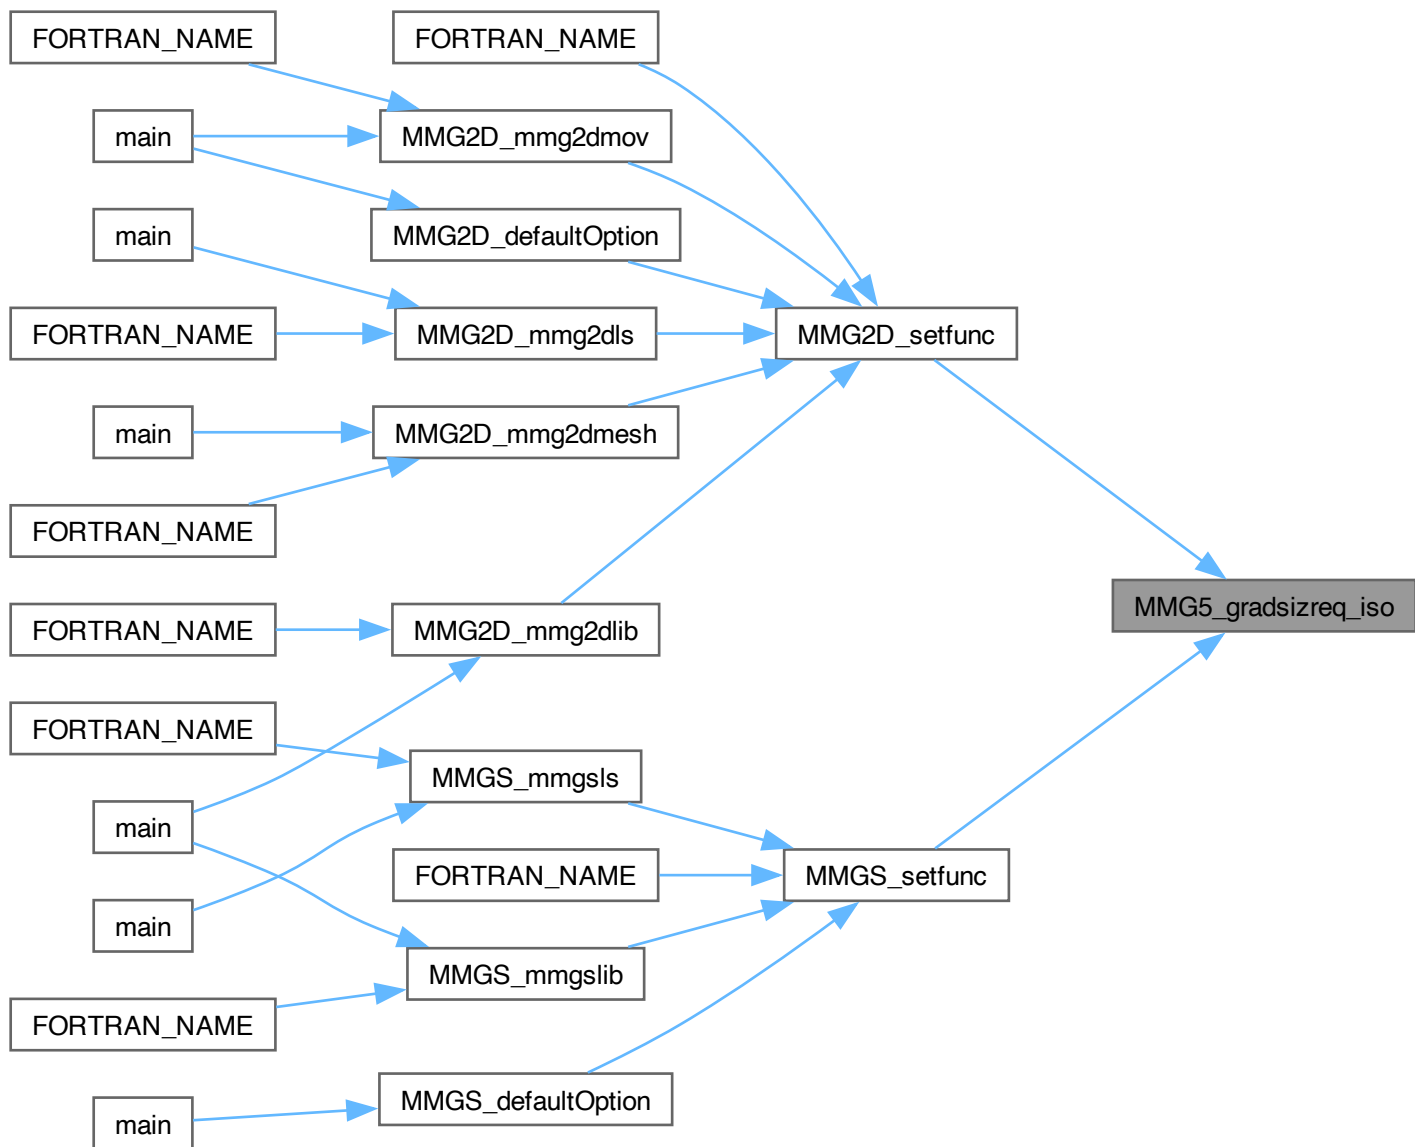 FORTRAN_NAME
FORTRAN_NAME
main
MMG2D_mmg2dmov
main
MMG2D_defaultOption
FORTRAN_NAME
MMG2D_mmg2dls
MMG2D_setfunc
main
MMG2D_mmg2dmesh
FORTRAN_NAME
MMG5_gradsizreq_iso
FORTRAN_NAME
MMG2D_mmg2dlib
FORTRAN_NAME
MMGS_mmgsls
main
FORTRAN_NAME
MMGS_setfunc
main
MMGS_mmgslib
FORTRAN_NAME
MMGS_defaultOption
main